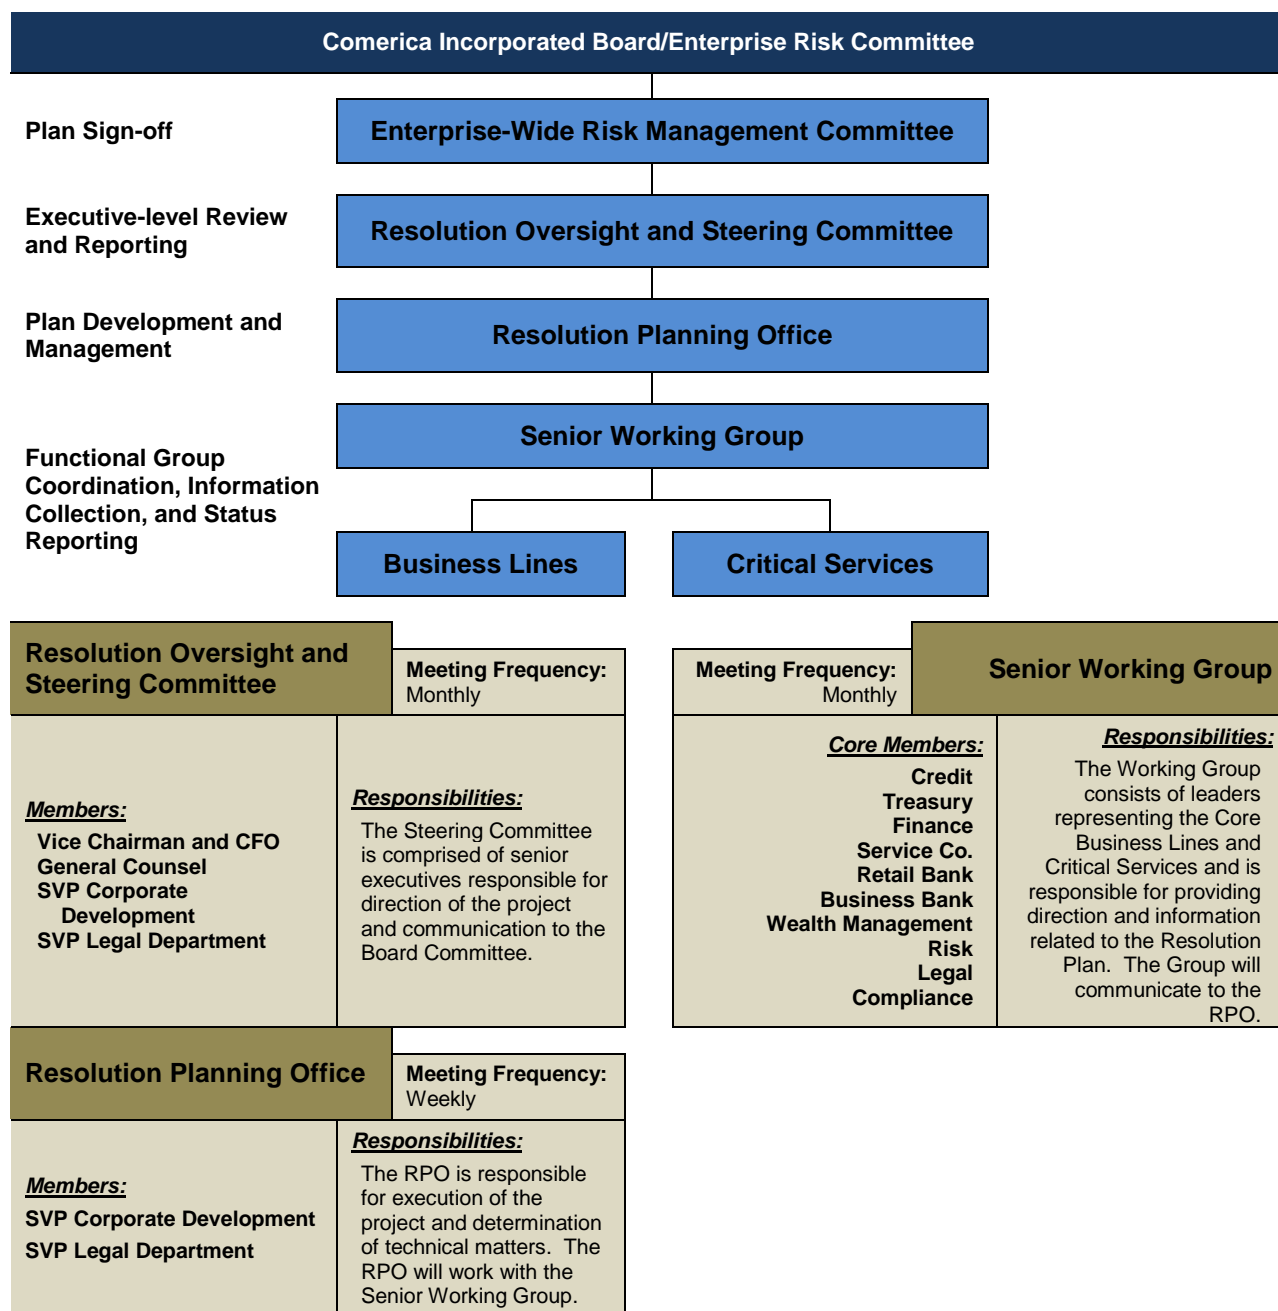 Comerica Incorporated Board/Enterprise Risk Committee
Plan Sign-off
Enterprise-Wide Risk Management Committee
Executive-level Review
and Reporting
Resolution Oversight and Steering Committee
Plan Development and
Management
Resolution Planning Office
Senior Working Group
Functional Group
Coordination, Information
Collection, and Status
Reporting
Business Lines
Critical Services
Resolution Oversight and
Steering Committee
Meeting Frequency:
Monthly
Members:
Vice Chairman and CFO
General Counsel
SVP Corporate
Development
SVP Legal Department
Responsibilities:
The Steering Committee
is comprised of senior
executives responsible for
direction of the project
and communication to the
Board Committee.
Meeting Frequency:
Monthly
Senior Working Group
Core Members:
Credit
Treasury
Finance
Service Co.
Retail Bank
Business Bank
Wealth Management
Risk
Legal
Compliance
Responsibilities:
The Working Group
consists of leaders
representing the Core
Business Lines and
Critical Services and is
responsible for providing
direction and information
related to the Resolution
Plan.  The Group will
communicate to the
RPO.
Resolution Planning Office
Meeting Frequency:
Weekly
Members:
SVP Corporate Development
SVP Legal Department
Responsibilities:
The RPO is responsible
for execution of the
project and determination
of technical matters.  The
RPO will work with the
Senior Working Group.